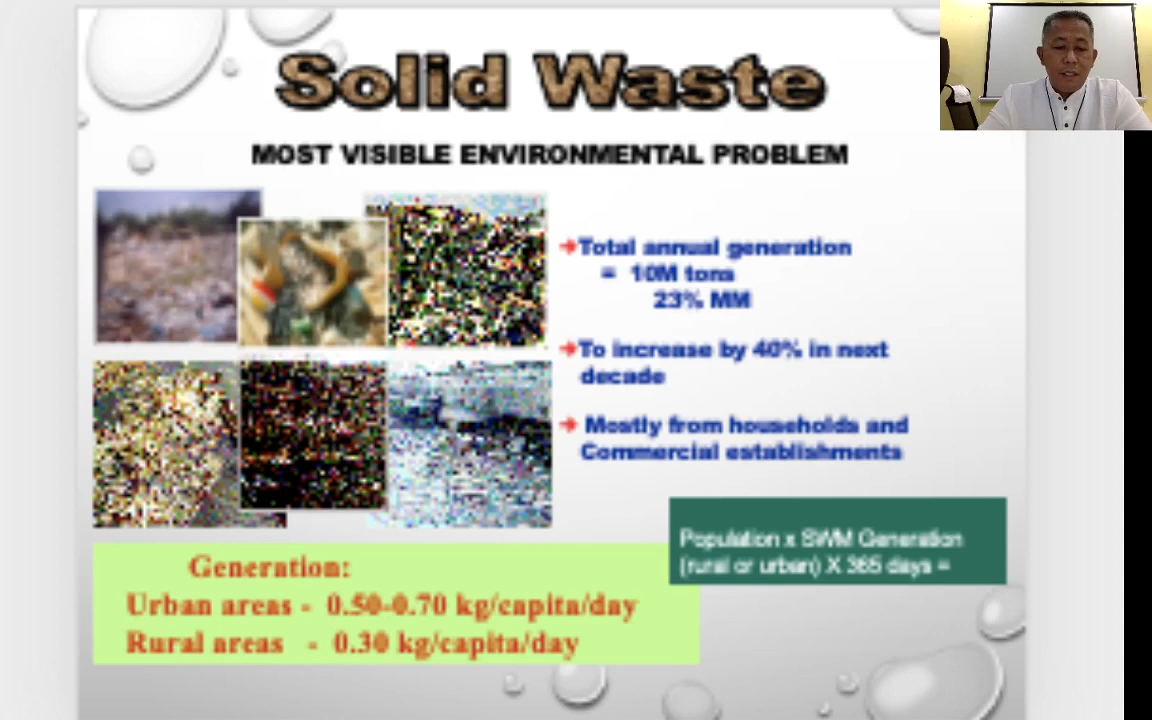 Solid Waste
MOST VISIBLE ENVIRONMENTAL PROBLEM
Total annual generation
= 10M tons
23% MM
To increase by 40% in next
decade
Mostly from households and
Commercial establishments
Population x SWM Generation
(rural or urban) X 365 days =
Generation:
Urban areas - 0.50-0.70 kg/capita/day
Rural areas - 0.30 kg/capita/day